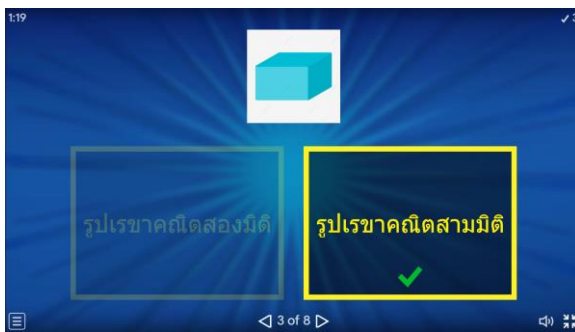 1:19
✓ 3
รูปเรขาคณิตสองมิติ
รูปเรขาคณิตสามมิติ
3 of 8